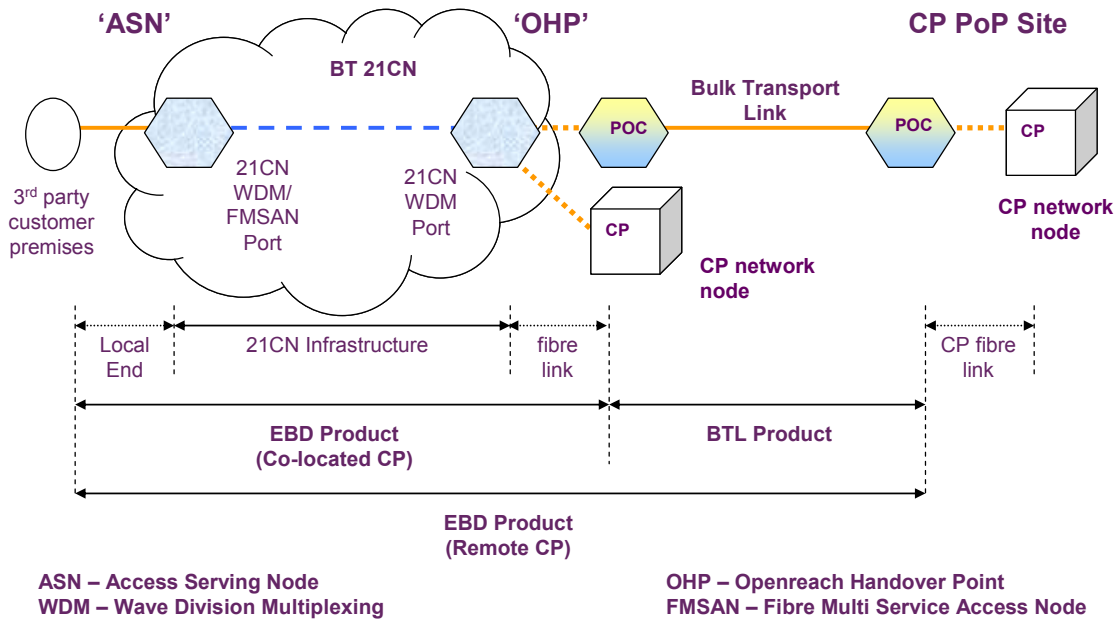 ‘ASN’
‘OHP’
CP PoP Site
BT 21CN
Bulk Transport
Link
POC
POC
CP
3rd party
customer
premises
21CN
WDM/
FMSAN
Port
21CN
WDM
Port
CP
CP network
node
CP network
node
Local
End
21CN Infrastructure
fibre
link
CP fibre
link
EBD Product
(Co-located CP)
BTL Product
EBD Product
(Remote CP)
ASN – Access Serving Node
WDM – Wave Division Multiplexing
OHP – Openreach Handover Point
FMSAN – Fibre Multi Service Access Node